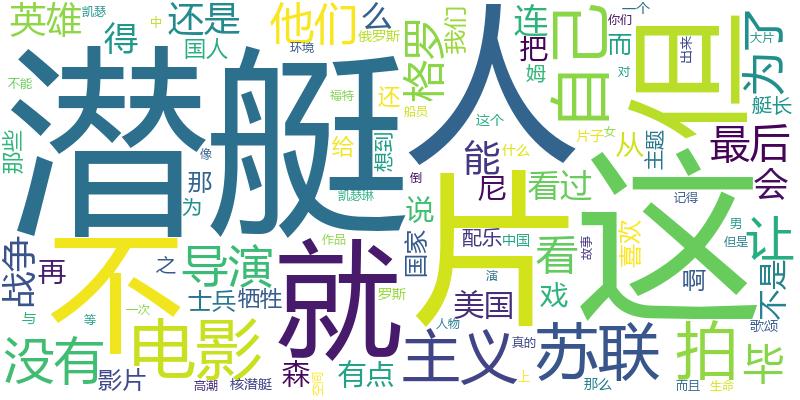 英雄
凯瑟
中
还是
国人
得
他们
环境
么
俄罗斯
格罗
我们
连
把
姆
你们
一个
而
对
自己
但
出来
为了
大片
艇长
不能
那些
潜艇
像
福特
还
给
船员
想到
人
这个
能
什么
尼
片子
女
从
主题
最后
会
那
为
凯瑟琳
倒
说
看过
这
战争
再
之
不
导演
作品
士兵
牺牲
就
国家
罗斯
配乐
中国
片
看
戏
演
故事
喜欢
记得
啊
男
但是
让
不是
与
等
一次
美国
人物
真的
歌颂
没有
影片
电影
高潮
核潜艇
森
有点
主义
上
苏联
那么
拍
而且
生命
毕